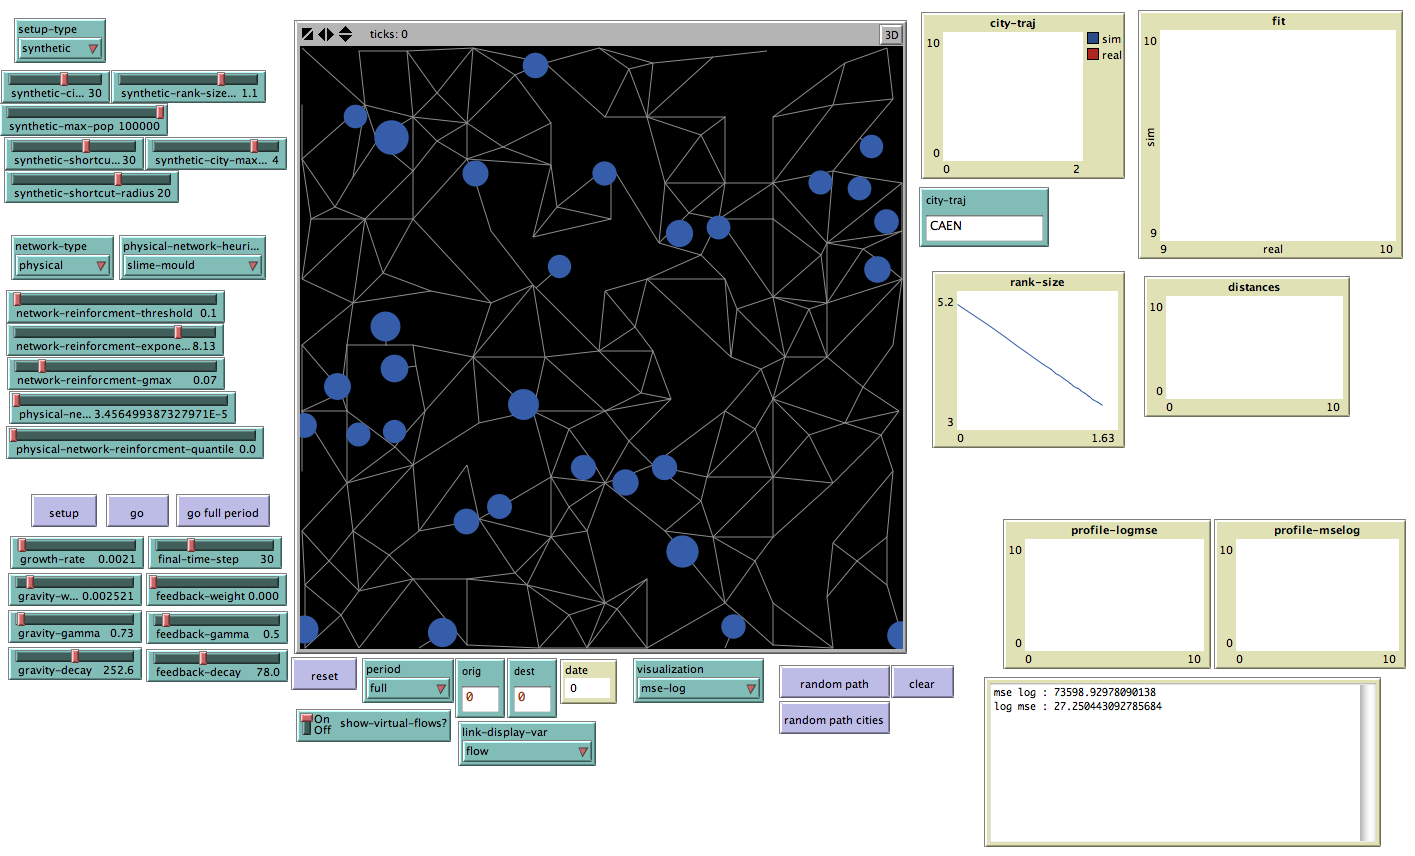 setup-type
synthetic
synthetic-ci... 30
synthetic-rank-size... 1.1
synthetic-max-pop 100000
synthetic-shortcu... 30
synthetic-city-max... 4
synthetic-shortcut-radius 20
network-type
physical
physical-network-heuri...
slime-mould
network-reinforcment-threshold 0.1
network-reinforcment-expone... 8.13
network-reinforcment-gmax 0.07
physical-ne... 3.456499387327971E-5
physical-network-reinforcment-quantile 0.0
setup
go
go full period
growth-rate 0.0021
final-time-step 30
gravity-w... 0.002521
feedback-weight 0.000
gravity-gamma 0.73
feedback-gamma 0.5
gravity-decay 252.6
feedback-decay 78.0
ticks: 0
3D
reset
period
full
orig
0
dest
0
date
0
visualization
mse-log
random path
clear
random path cities
On
Off
show-virtual-flows?
link-display-var
flow
city-traj
10
0
0
2
sim
real
city-traj
CAEN
fit
10
sim
9
9
real
10
rank-size
5.2
3
0
1.63
distances
10
0
0
10
profile-logmse
10
0
0
10
profile-mselog
10
0
0
10
mse log : 73598.92978090138
log mse : 27.250443092785684